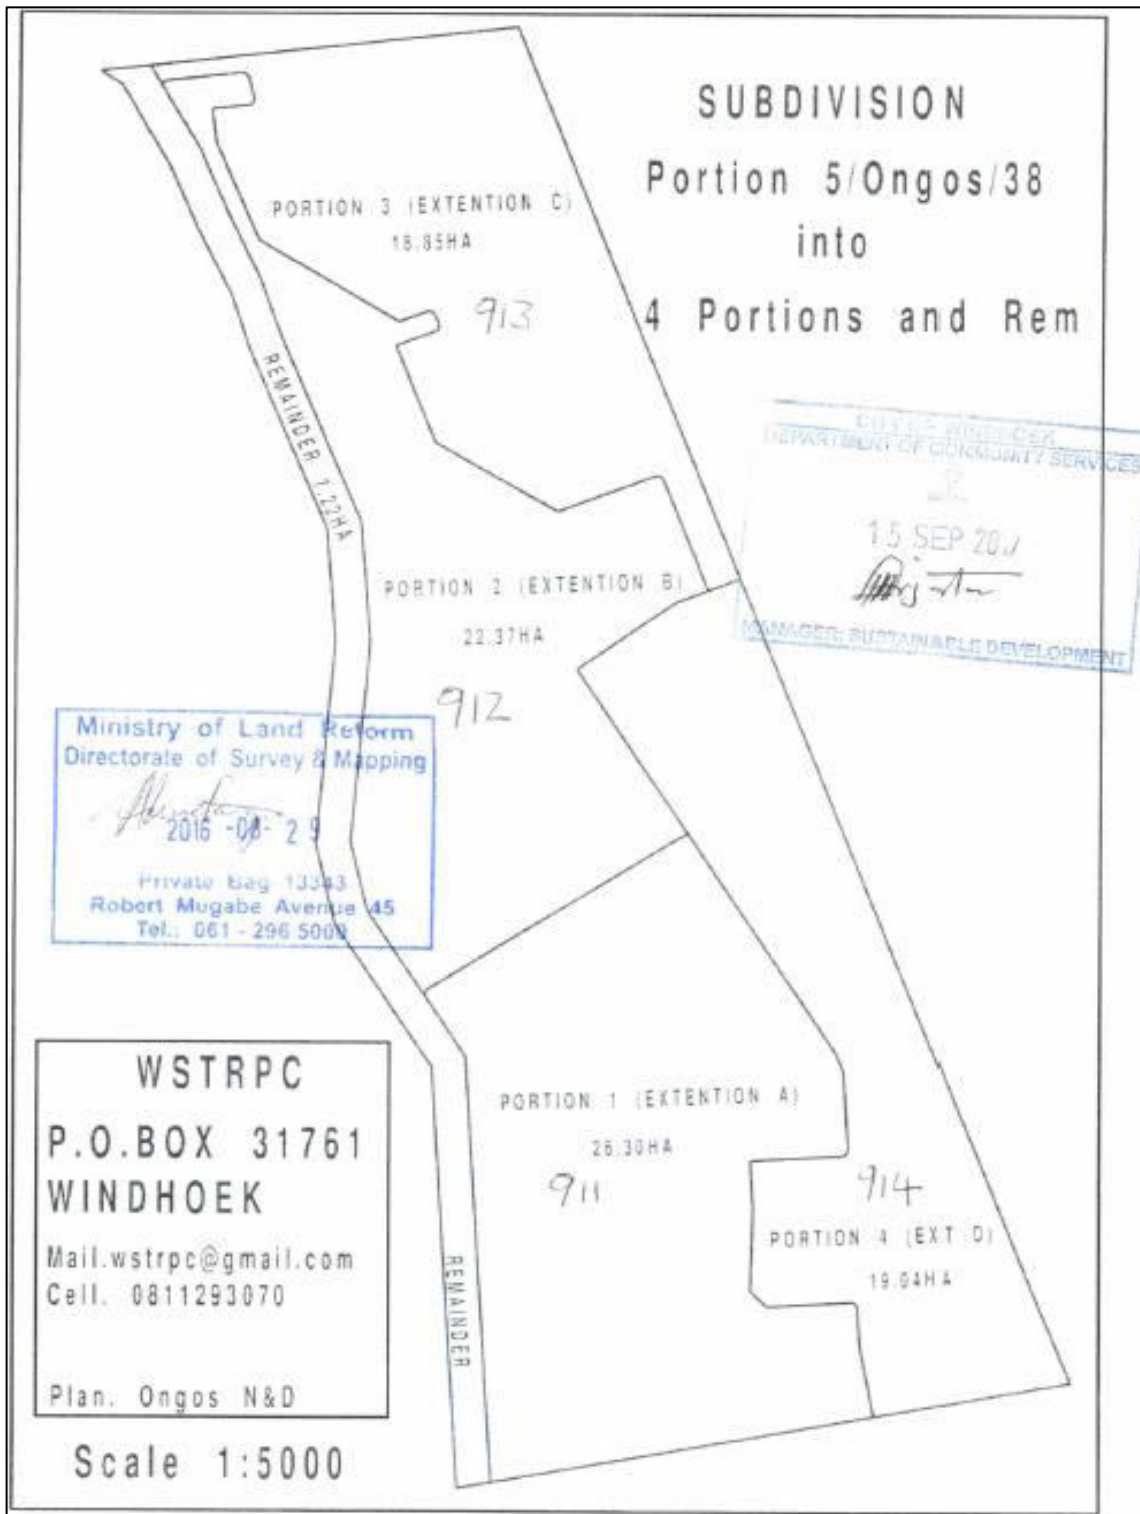 SUBDIVISION
Portion 5/Ongos/38
into
4 Portions and Rem
PORTION 3 (EXTENTION C)
18.85HA
913
REMAINDER 7.22HA
DEPARTMENT OF COMMUNITY SERVICES
15 SEP
MANAGER: SUSTAINABLE DEVELOPMENT
PORTION 2 (EXTENTION B)
22.37HA
912
Ministry of Land Reform
Directorate of Survey & Mapping
2016 -08- 29
Private Bag 13343
Robert Mugabe Avenue 45
Tel.: 061 - 296 5000
PORTION 1 (EXTENTION A)
26.30HA
911
914
PORTION 4 (EXT D)
19.04HA
REMAINDER
WSTRPC
P.O.BOX 31761
WINDHOEK
Mail.wstrpc@gmail.com
Cell. 0811293070
Plan. Ongos N&D
Scale 1:5000